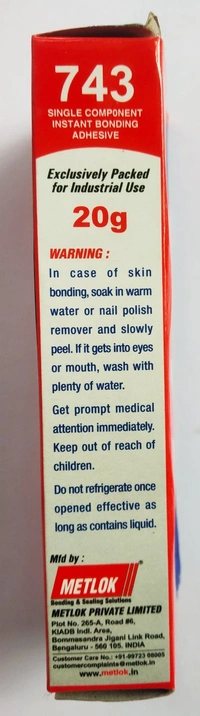 743
SINGLE COMPONENT
INSTANT BONDING
ADHESIVE
Exclusively Packed
for Industrial Use
20g
WARNING :
In case of skin
bonding, soak in warm
water or nail polish
remover and slowly
peel. If it gets into eyes
or mouth, wash with
plenty of water.
Get prompt medical
attention immediately.
Keep out of reach of
children.
Do not refrigerate once
opened effective as
long as contains liquid.
Mfd by :
METLOK
Bonding & Sealing Solutions
METLOK PRIVATE LIMITED
Plot No. 265-A, Road #6,
KIADB Indl. Area,
Bommasandra Jigani Link Road,
Bengaluru - 560 105. INDIA
Customer Care No.: +91-99723 08005
customercomplaints@metlok.in
www.metlok.in